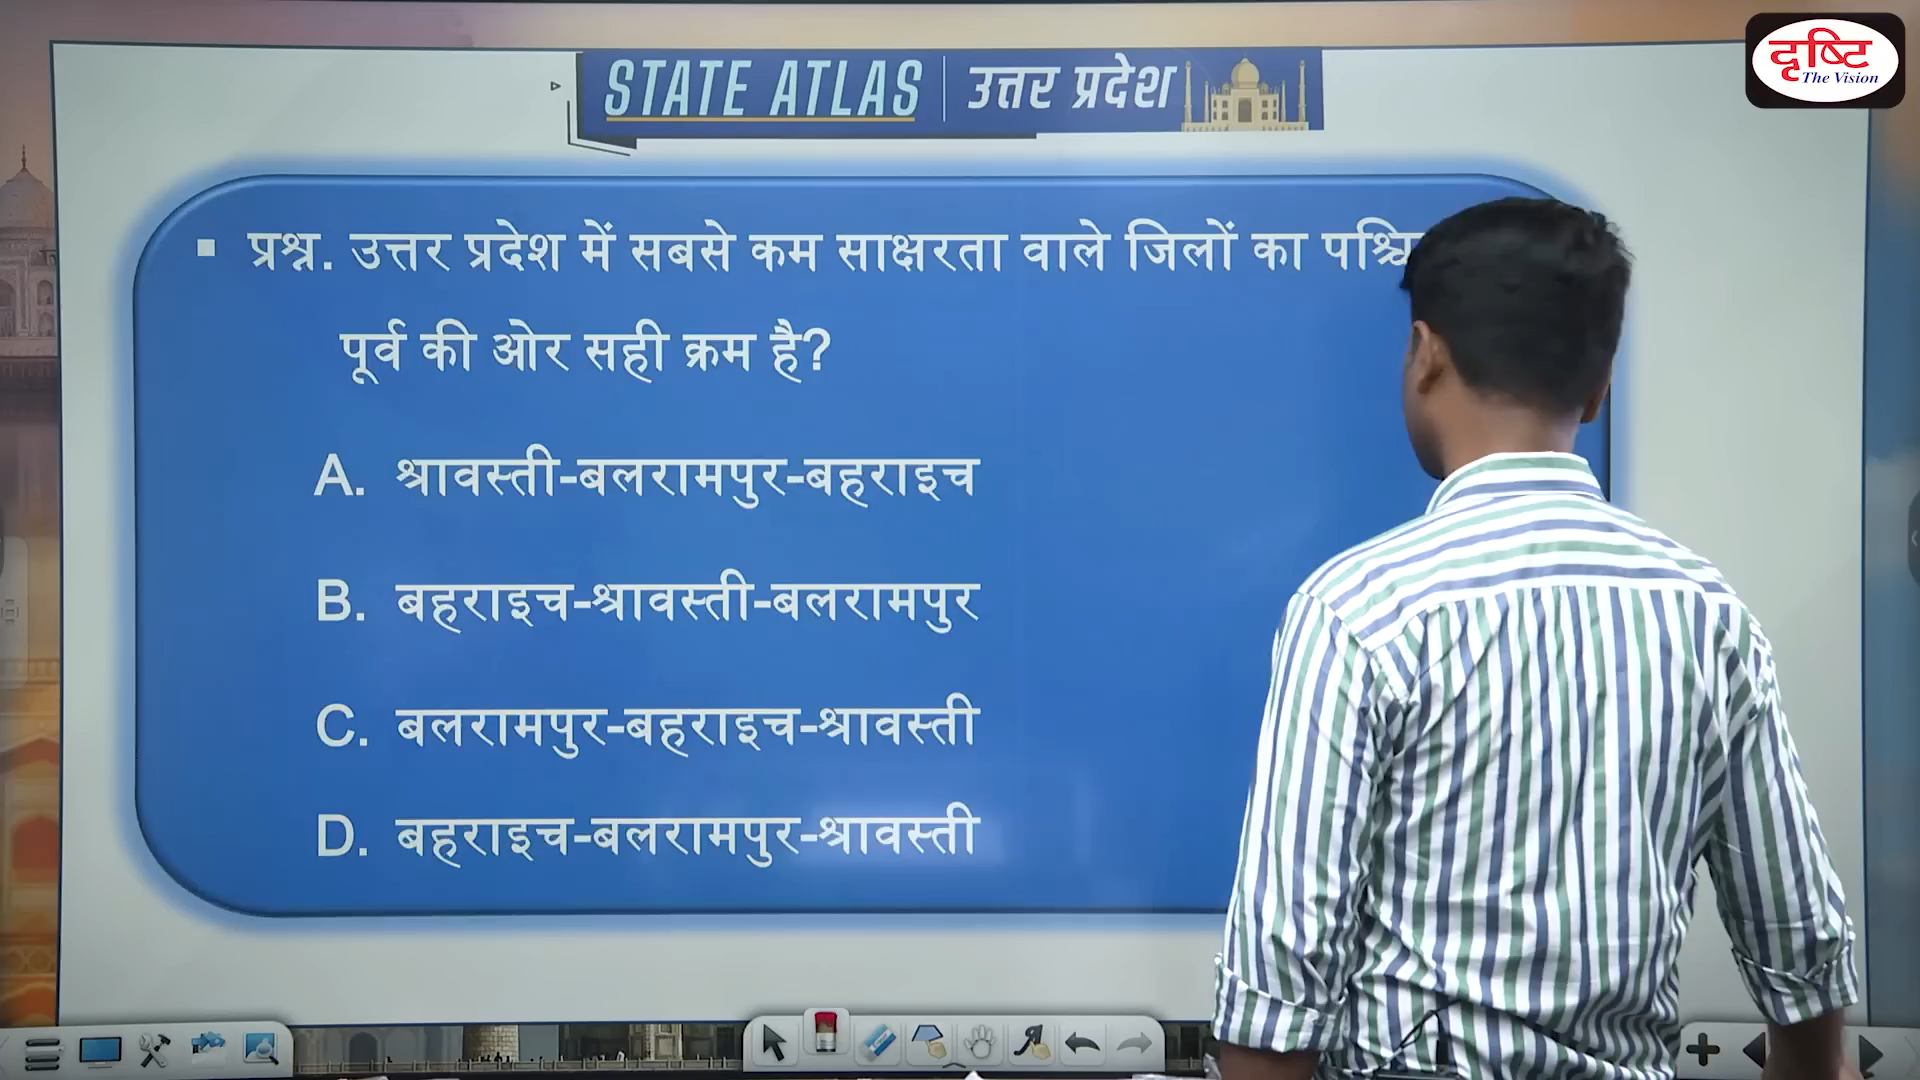 STATE ATLAS उत्तर प्रदेश
दृष्टि
The Vision
▪ प्रश्न. उत्तर प्रदेश में सबसे कम साक्षरता वाले जिलों का
पूर्व की ओर सही क्रम है?
A. श्रावस्ती-बलरामपुर-बहराइच
B. बहराइच-श्रावस्ती-बलरामपुर
C. बलरामपुर-बहराइच-श्रावस्ती
D. बहराइच-बलरामपुर-श्रावस्ती